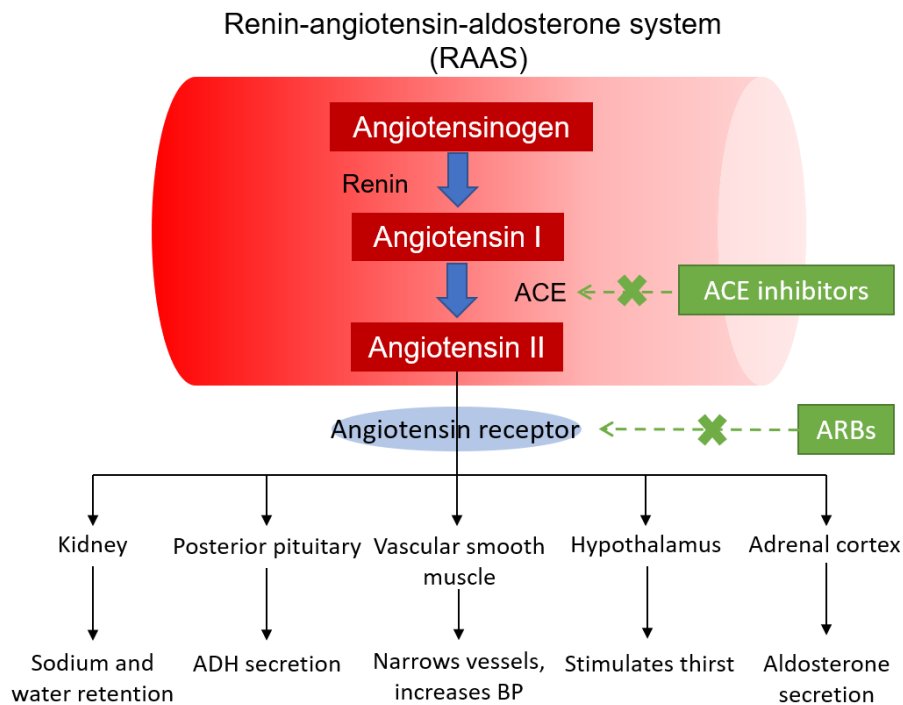 Renin-angiotensin-aldosterone system
(RAAS)
Angiotensinogen
Renin
Angiotensin I
ACE
ACE inhibitors
Angiotensin II
Angiotensin receptor
ARBs
Kidney
Posterior pituitary
Vascular smooth
muscle
Hypothalamus
Adrenal cortex
Sodium and
water retention
ADH secretion
Narrows vessels,
increases BP
Stimulates thirst
Aldosterone
secretion